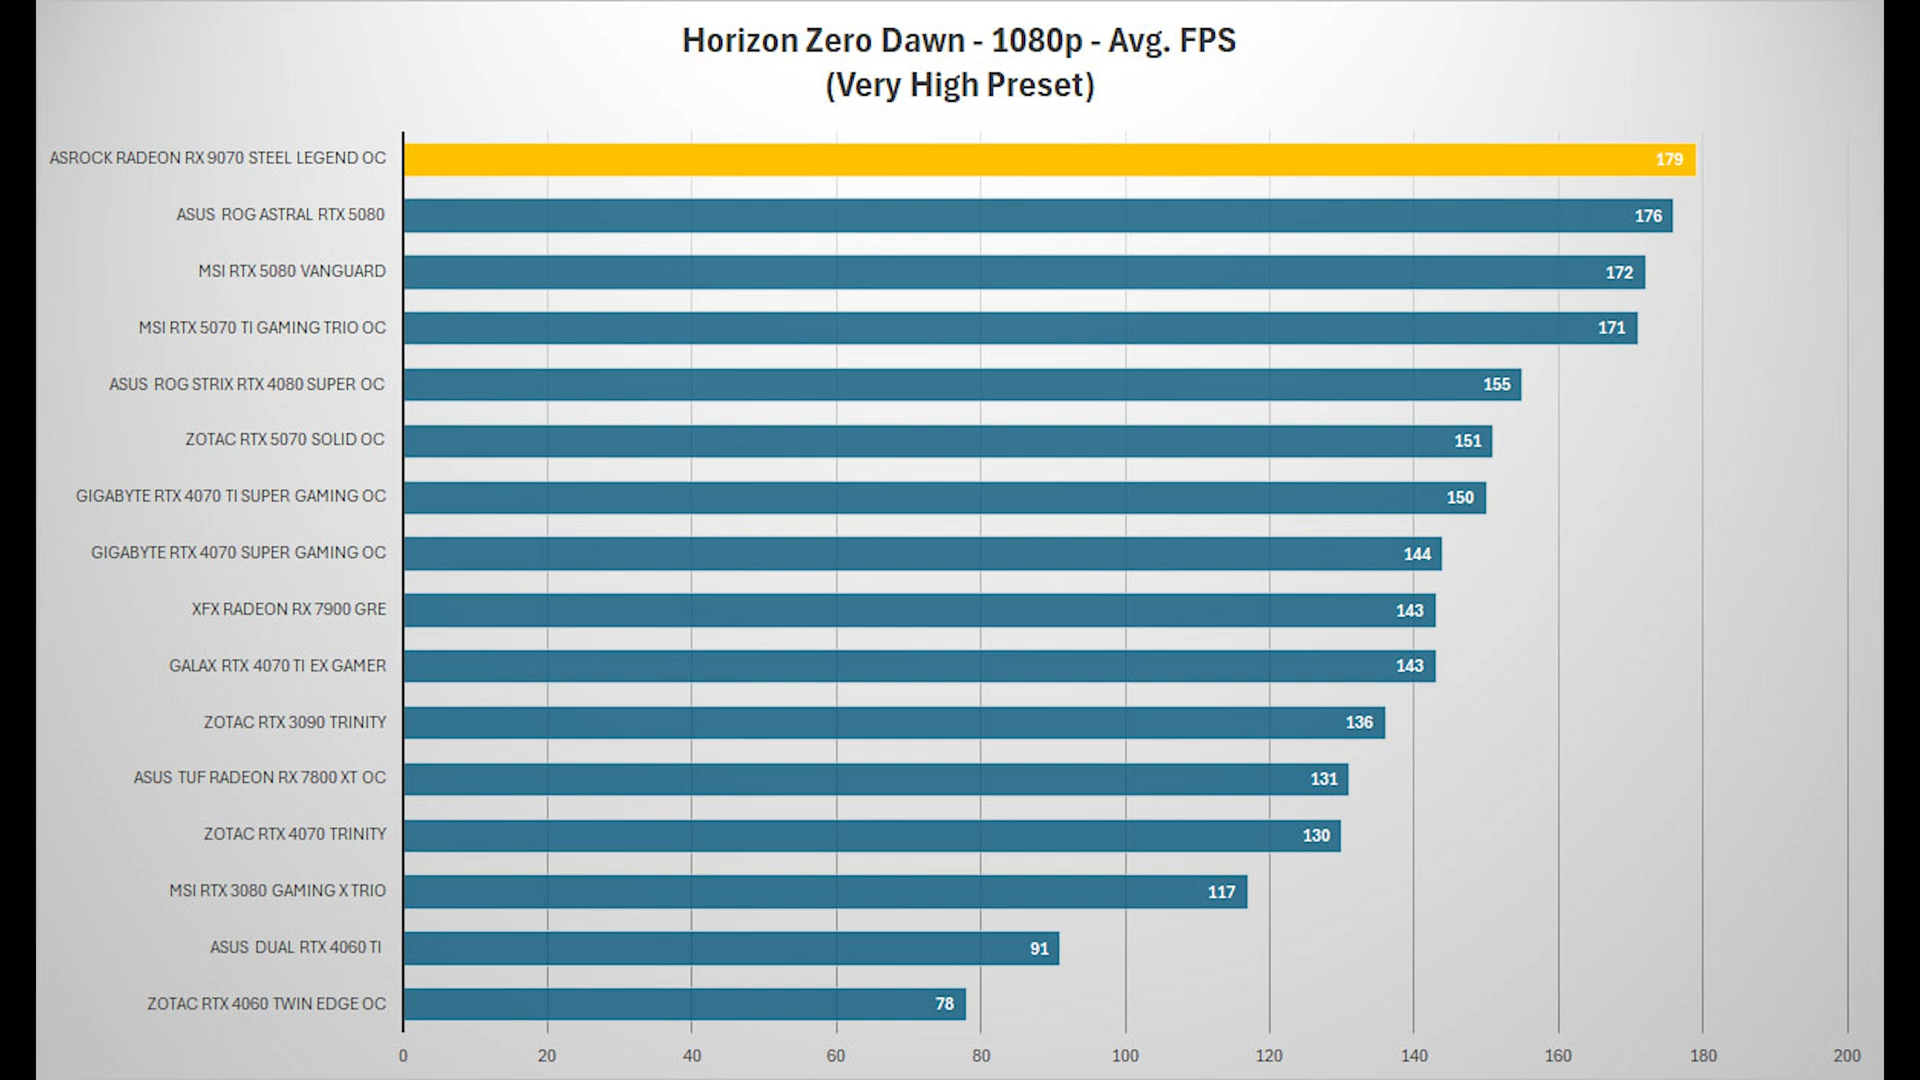 Horizon Zero Dawn - 1080p - Avg. FPS
(Very High Preset)
ASROCK RADEON RX 9070 STEEL LEGEND OC 179
ASUS ROG ASTRAL RTX 5080 176
MSI RTX 5080 VANGUARD 172
MSI RTX 5070 TI GAMING TRIO OC 171
ASUS ROG STRIX RTX 4080 SUPER OC 155
ZOTAC RTX 5070 SOLID OC 151
GIGABYTE RTX 4070 TI SUPER GAMING OC 150
GIGABYTE RTX 4070 SUPER GAMING OC 144
XFX RADEON RX 7900 GRE 143
GALAX RTX 4070 TI EX GAMER 143
ZOTAC RTX 3090 TRINITY 136
ASUS TUF RADEON RX 7800 XT OC 131
ZOTAC RTX 4070 TRINITY 130
MSI RTX 3080 GAMING X TRIO 117
ASUS DUAL RTX 4060 TI 91
ZOTAC RTX 4060 TWIN EDGE OC 78
0 20 40 60 80 100 120 140 160 180 200